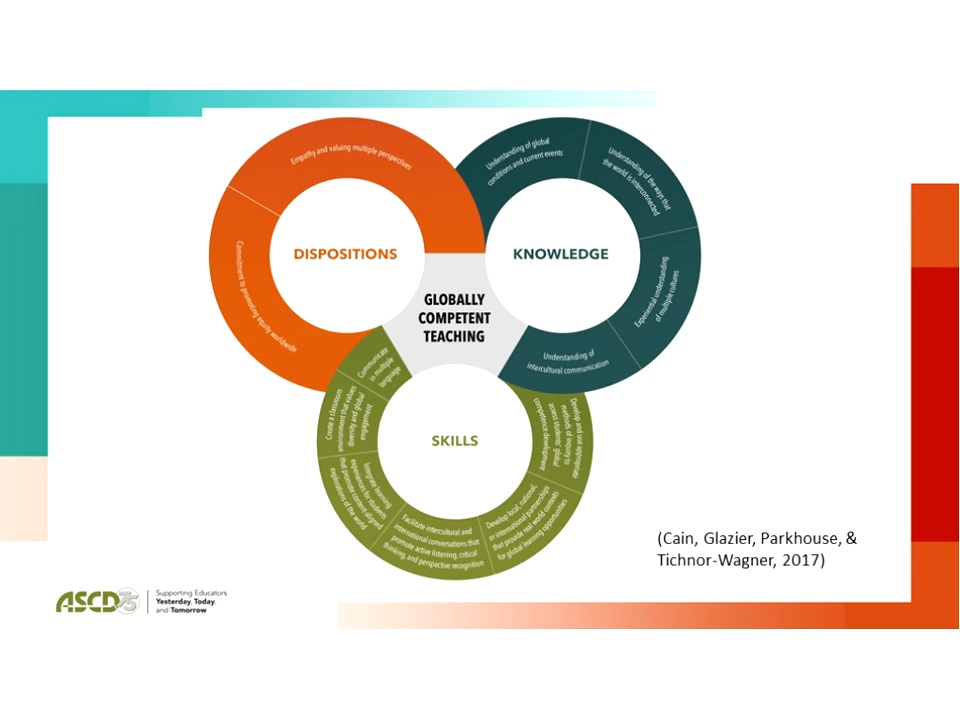 Empathy and valuing multiple perspectives
Commitment to promoting equity worldwide
DISPOSITIONS
Understanding of global
conditions and current events
Understanding of the ways that
the world is interconnected
Experiential understanding
of multiple cultures
Understanding of
intercultural communication
KNOWLEDGE
GLOBALLY
COMPETENT
TEACHING
Communicate
in multiple
language
Create a classroom
environment that values
diversity and global
engagement
Integrate learning
experiences for students
that promote content aligned
explorations of the world
Facilitate intercultural and
international conversations that
promote active listening, critical
thinking, and perspective recognition
Develop local, national,
or international partnerships
that provide real world contexts
for global learning opportunities
Develop and use appropriate
methods of inquiry to
assess students' global
competence development
SKILLS
(Cain, Glazier, Parkhouse, &
Tichnor-Wagner, 2017)
ASCD 75
Supporting Educators
Yesterday, Today,
and Tomorrow